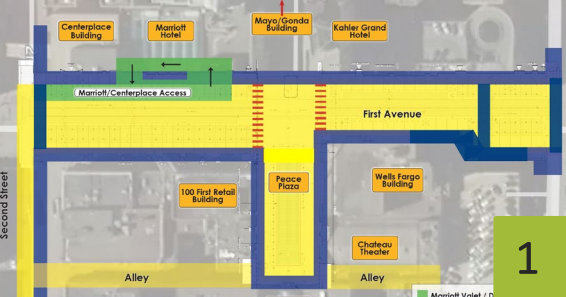 Centerplace
Building
Marriott
Hotel
Mayo/Gonda
Building
Kahler Grand
Hotel
Marriott/Centerplace Access
First Avenue
Second Street
100 First Retail
Building
Peace
Plaza
Wells Fargo
Building
Chateau
Theater
Alley
Alley
1
Marriott Valet / D